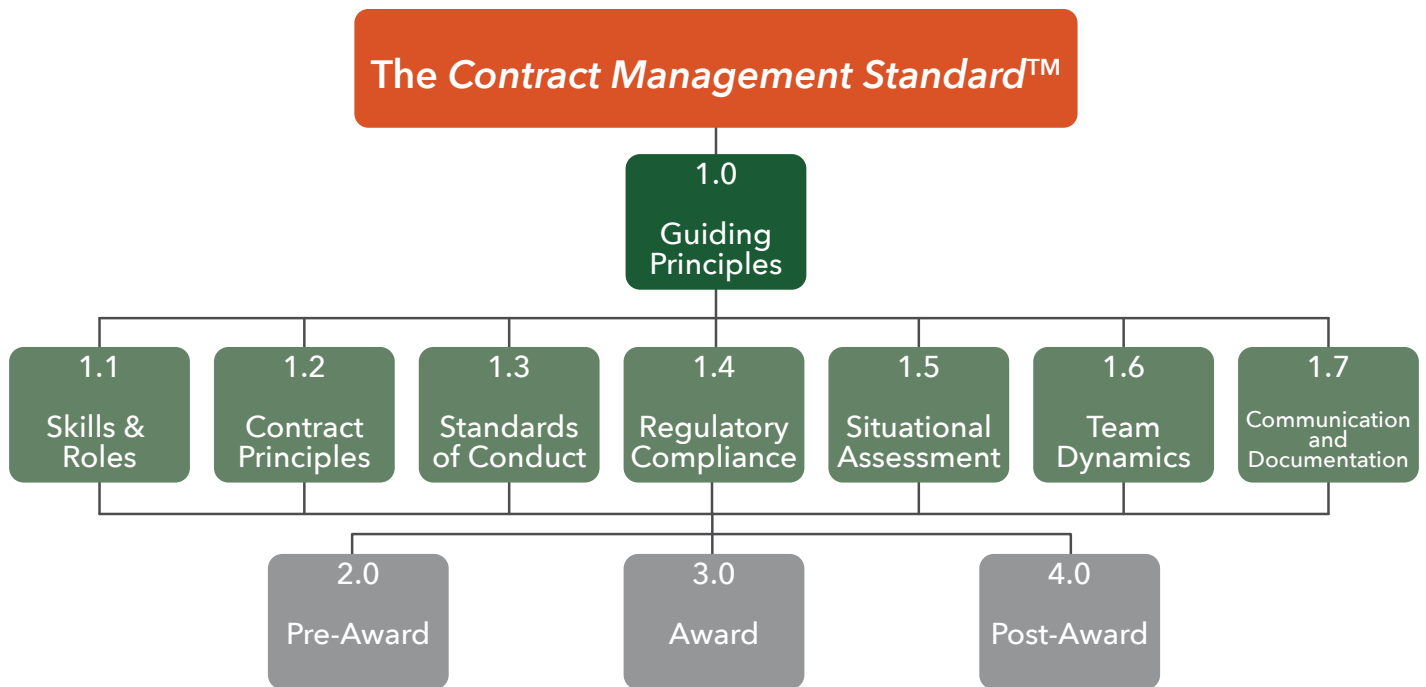 The Contract Management Standard™
1.0
Guiding
Principles
1.1
Skills &
Roles
1.2
Contract
Principles
1.3
Standards
of Conduct
1.4
Regulatory
Compliance
1.5
Situational
Assessment
1.6
Team
Dynamics
1.7
Communication
and
Documentation
2.0
Pre-Award
3.0
Award
4.0
Post-Award